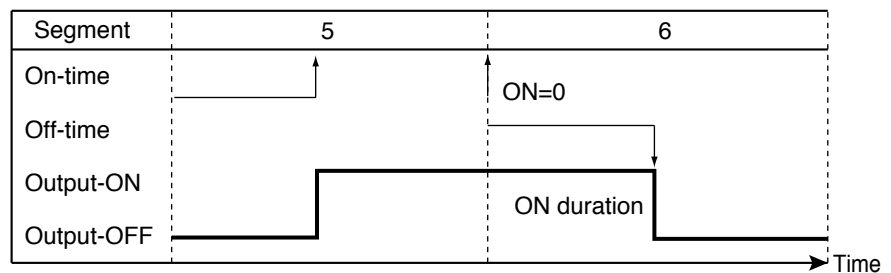 Segment 5 6
On-time
ON=0
Off-time
Output-ON
ON duration
Output-OFF
Time